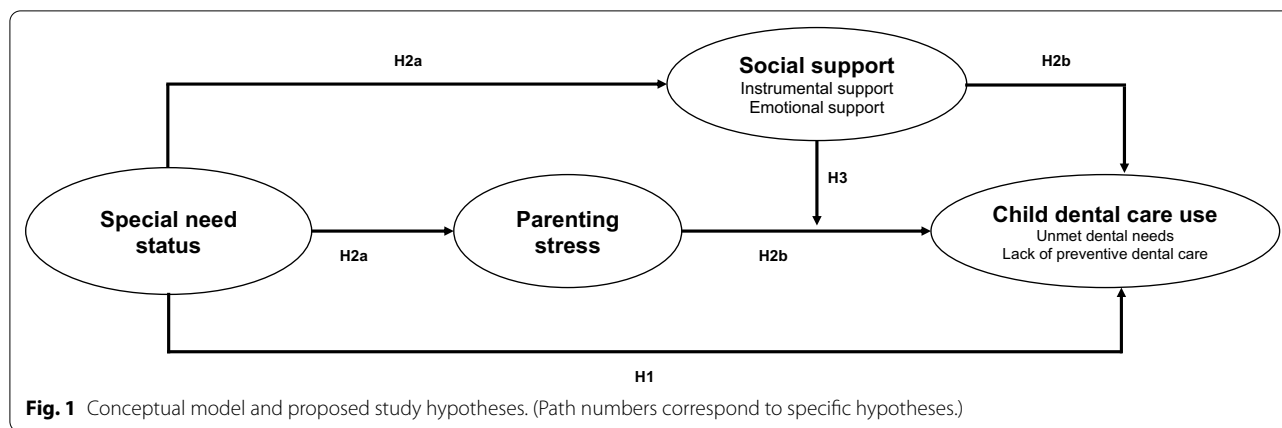 H2a
Social support
Instrumental support
Emotional support
H2b
H3
Special need
status
H2a
Parenting
stress
H2b
Child dental care use
Unmet dental needs
Lack of preventive dental care
H1
Fig. 1 Conceptual model and proposed study hypotheses. (Path numbers correspond to specific hypotheses.)